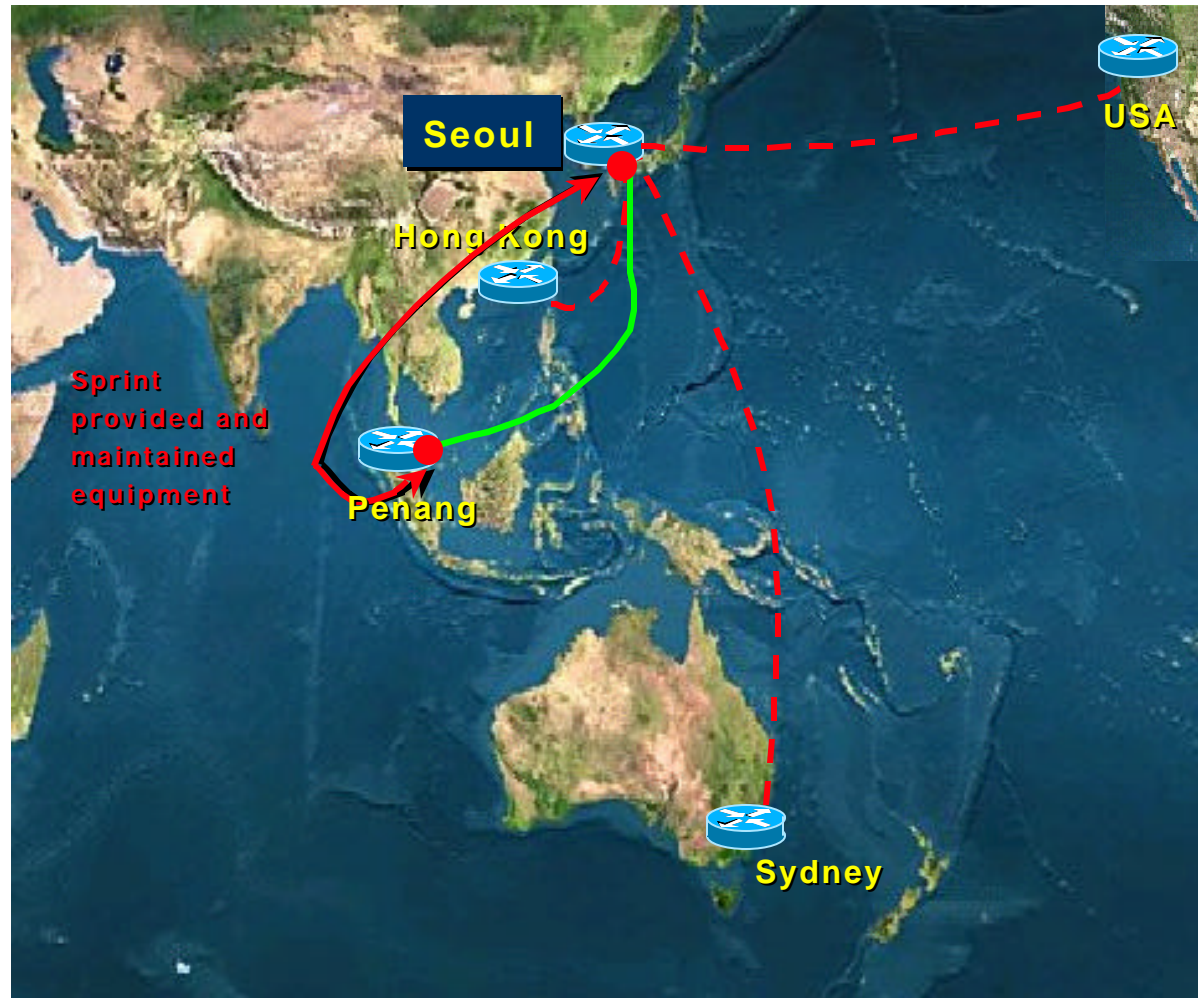 USA
Seoul
Hong Kong
Sprint
provided and
maintained
equipment
Penang
Sydney